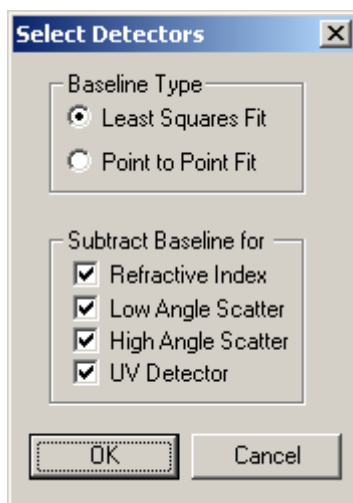 Select Detectors
Baseline Type
Least Squares Fit
Point to Point Fit
Subtract Baseline for
Refractive Index
Low Angle Scatter
High Angle Scatter
UV Detector
OK Cancel